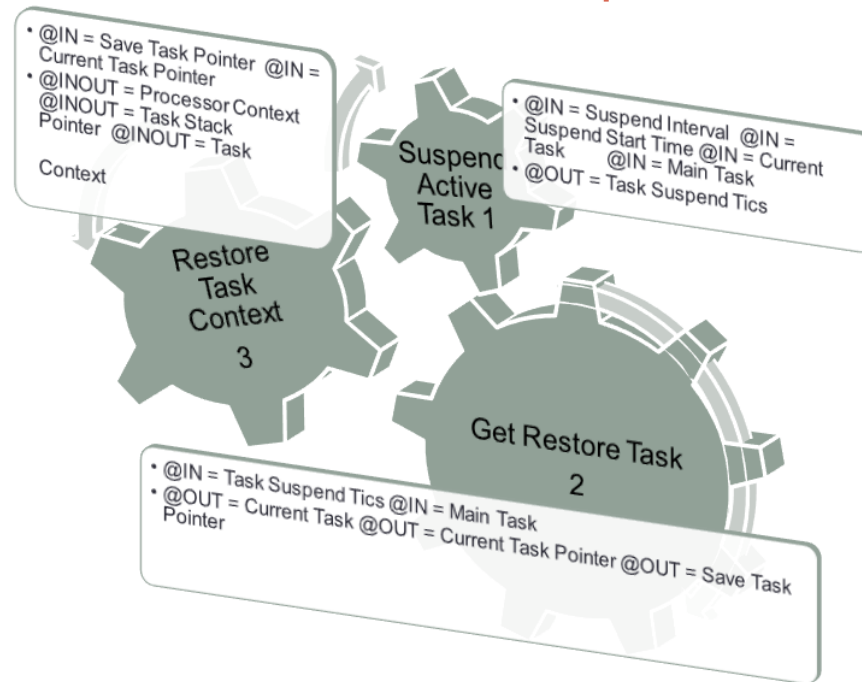 • @IN = Save Task Pointer @IN =
Current Task Pointer
• @INOUT = Processor Context
@INOUT = Task Stack
Pointer @INOUT = Task
Context
Suspend
Active
Task 1
• @IN = Suspend Interval @IN =
Suspend Start Time @IN = Current
Task @IN = Main Task
• @OUT = Task Suspend Tics
Restore
Task
Context
3
Get Restore Task
2
• @IN = Task Suspend Tics @IN = Main Task
• @OUT = Current Task @OUT = Current Task Pointer @OUT = Save Task
Pointer